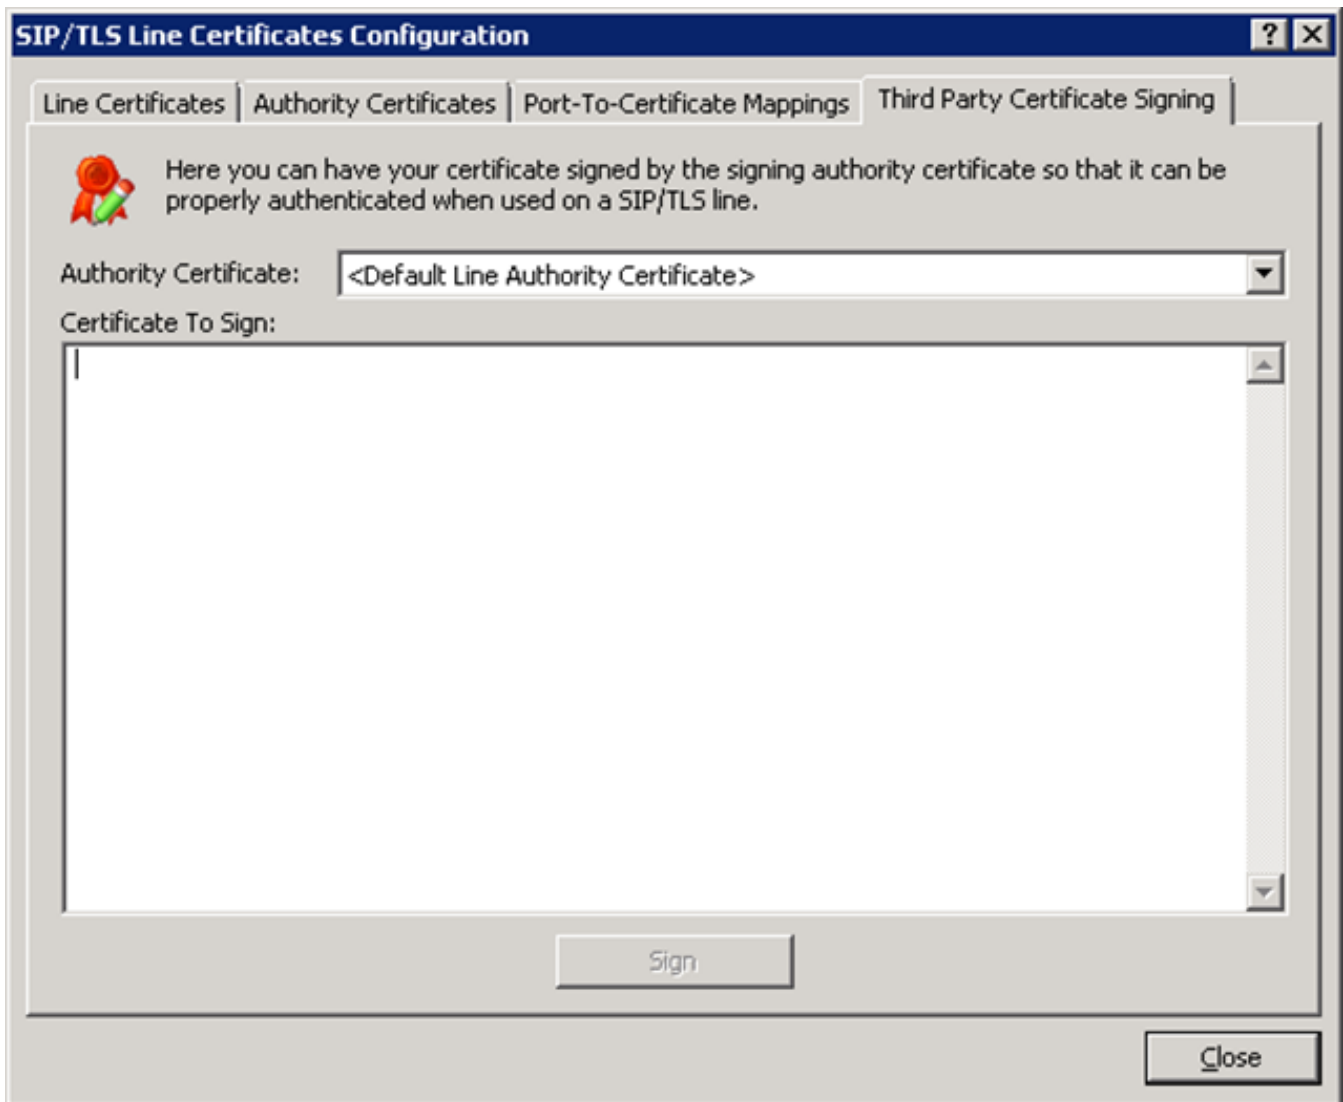 SIP/TLS Line Certificates Configuration
Line Certificates
Authority Certificates
Port-To-Certificate Mappings
Third Party Certificate Signing
Here you can have your certificate signed by the signing authority certificate so that it can be
properly authenticated when used on a SIP/TLS line.
Authority Certificate:
<Default Line Authority Certificate>
Certificate To Sign:
Sign
Close